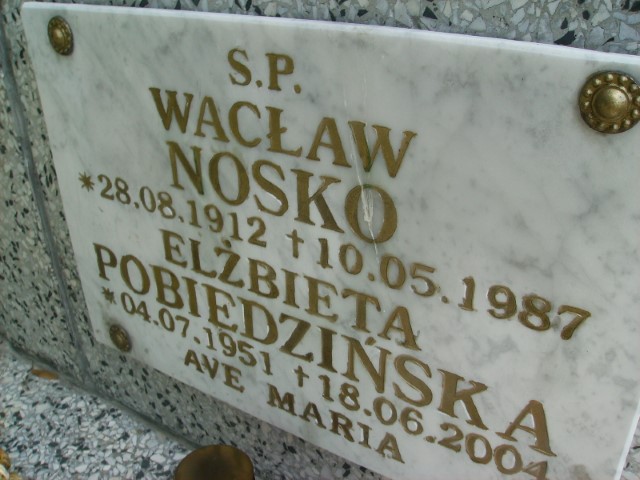 S.P.
WACŁAW
NOSKO
*28.08.1912 †10.05.1987
ELŻBIETA
POBIEDZIŃSKA
*04.07.1951 †18.06.2004
AVE MARIA